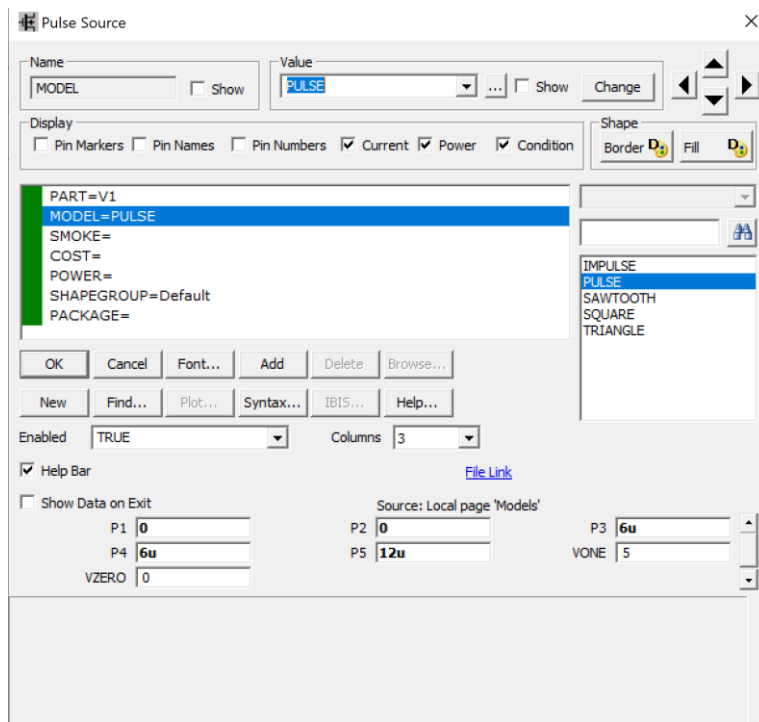 Pulse Source
Name
MODEL
Show
Value
PULSE
...
Show
Change
Display
Pin Markers
Pin Names
Pin Numbers
Current
Power
Condition
Shape
Border
Fill
PART=V1
MODEL=PULSE
SMOKE=
COST=
POWER=
SHAPEGROUP=Default
PACKAGE=
IMPULSE
PULSE
SAWTOOTH
SQUARE
TRIANGLE
OK
Cancel
Font...
Add
Delete
Browse...
New
Find...
Plot...
Syntax...
IBIS...
Help...
Enabled
TRUE
Columns
3
Help Bar
File Link
Show Data on Exit
Source: Local page 'Models'
P1 0
P2 0
P3 6u
P4 6u
P5 12u
VONE 5
VZERO 0